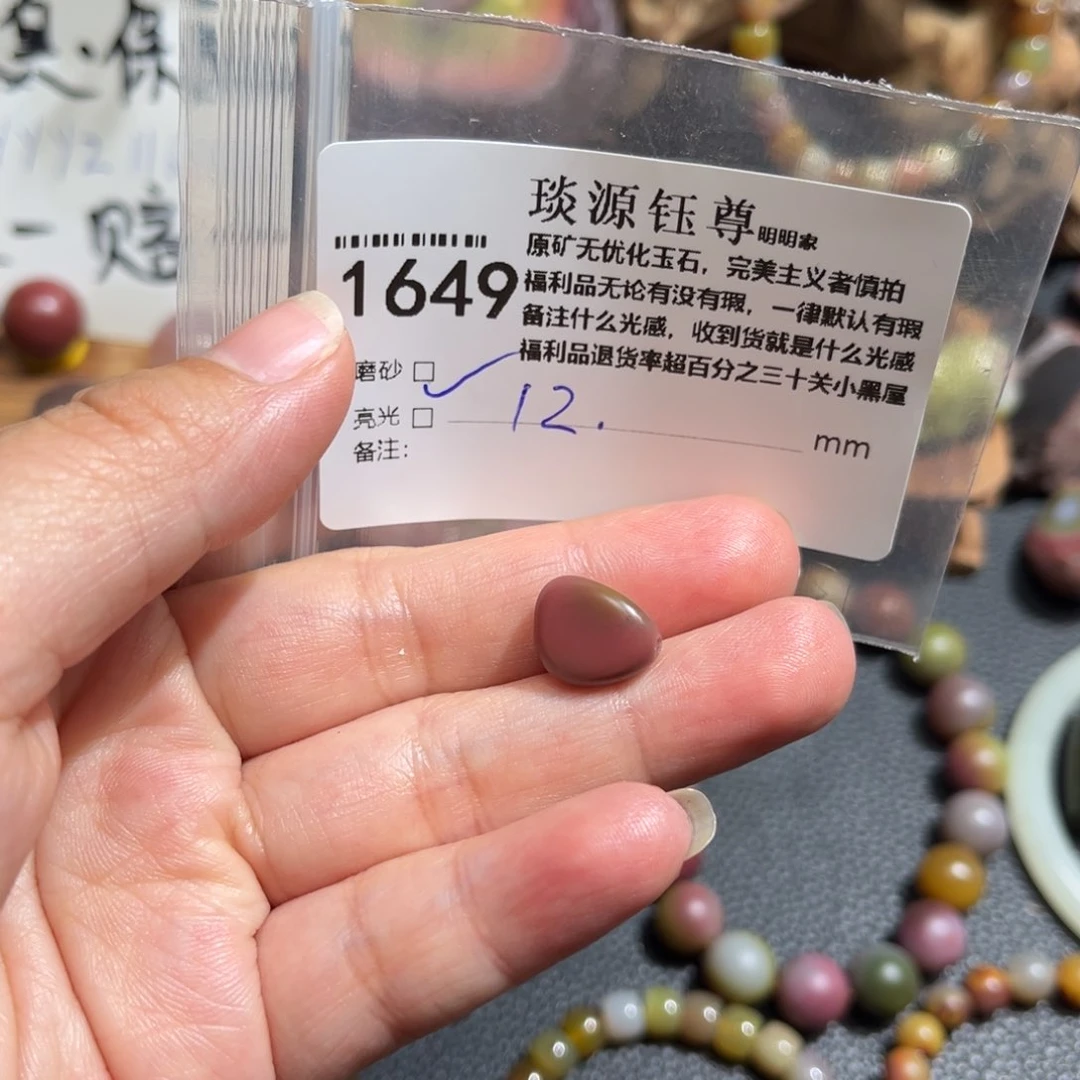 琰源钰尊明明家
原矿无优化玉石，完美主义者慎拍
1649
福利品无论有没有瑕，一律默认有瑕
备注什么光感，收到货就是什么光感
福利品退货率超百分之三十关小黑屋
磨砂 □
亮光 □ 12. mm
备注：
保
一赔